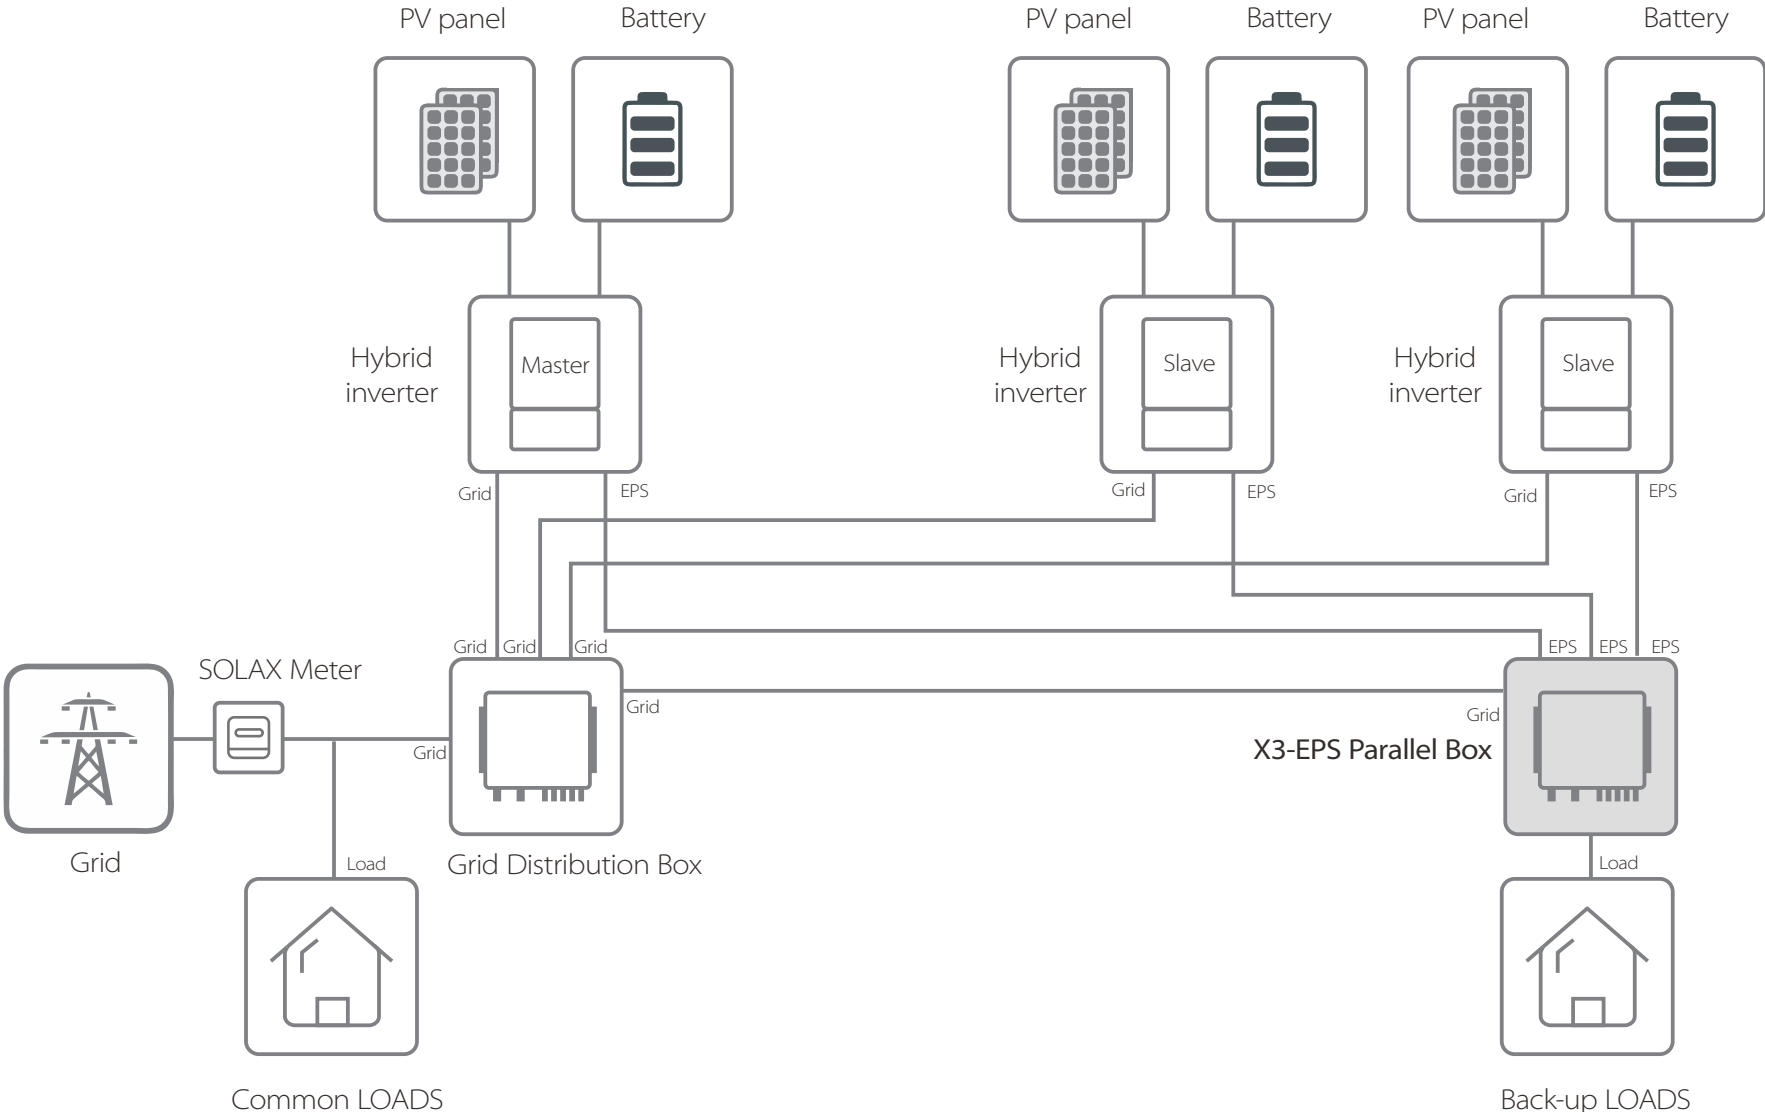 PV panel
Battery
PV panel
Battery
PV panel
Battery
Hybrid
inverter
Master
Hybrid
inverter
Slave
Hybrid
inverter
Slave
Grid
EPS
Grid
EPS
Grid
EPS
Grid
Grid
Grid
EPS
EPS
EPS
SOLAX Meter
Grid
Grid
Grid
X3-EPS Parallel Box
Grid
Load
Grid Distribution Box
Load
Common LOADS
Back-up LOADS